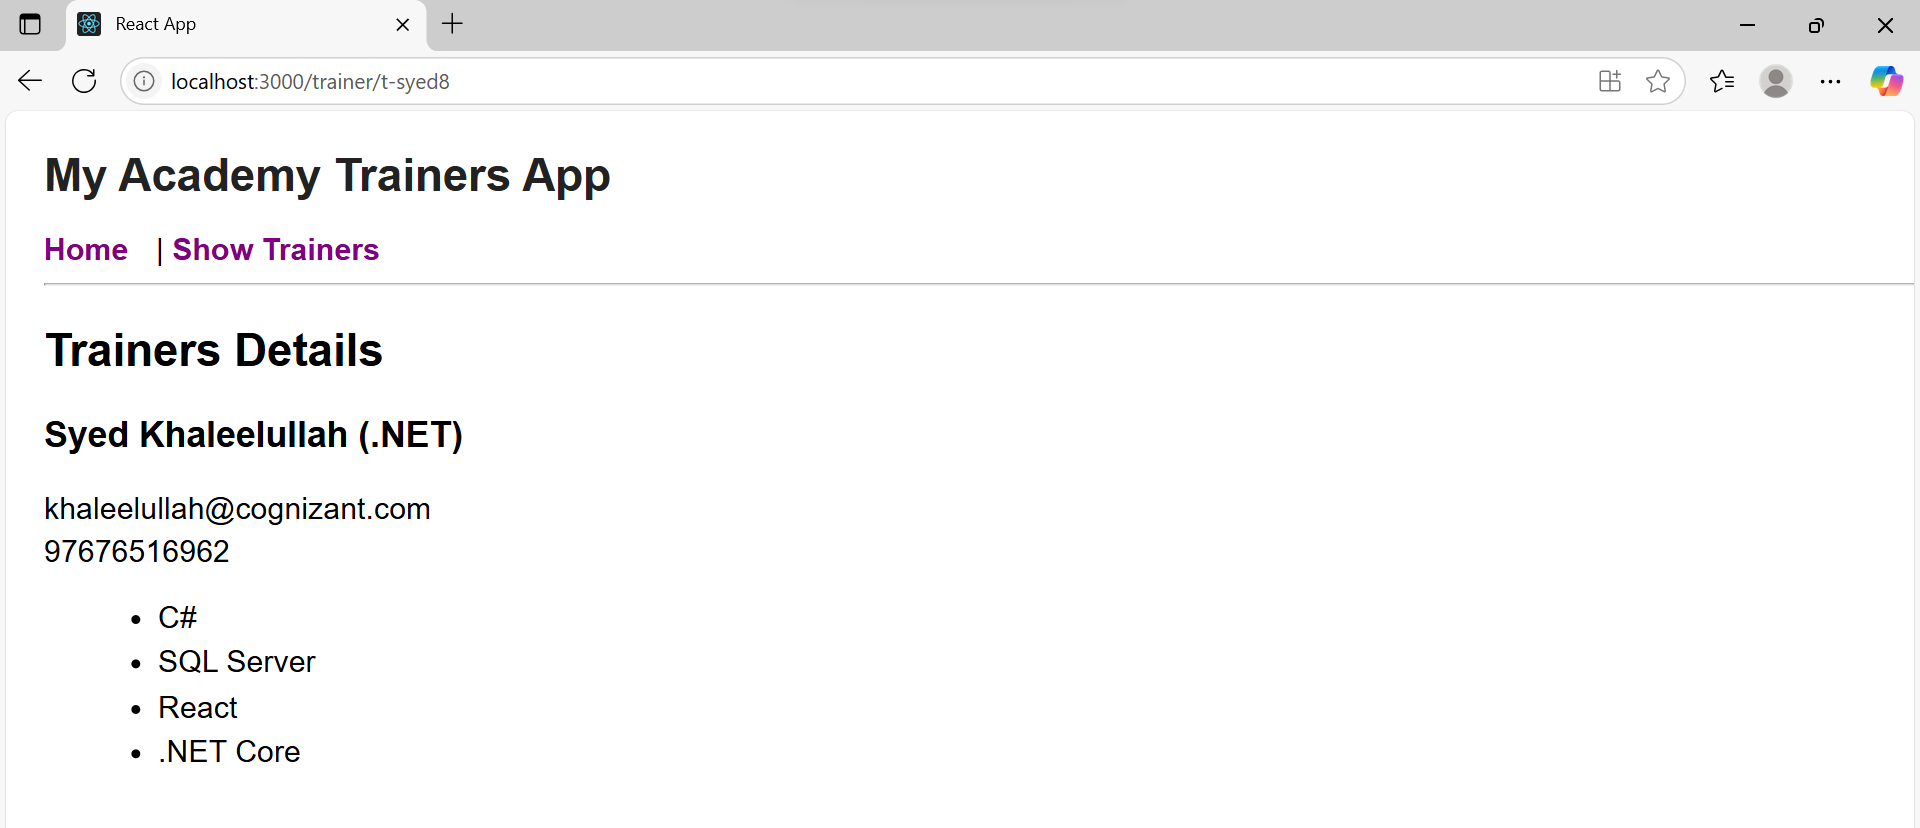 React App
localhost:3000/trainer/t-syed8
My Academy Trainers App
Home | Show Trainers
Trainers Details
Syed Khaleelullah (.NET)
khaleelullah@cognizant.com
97676516962
C#
SQL Server
React
.NET Core